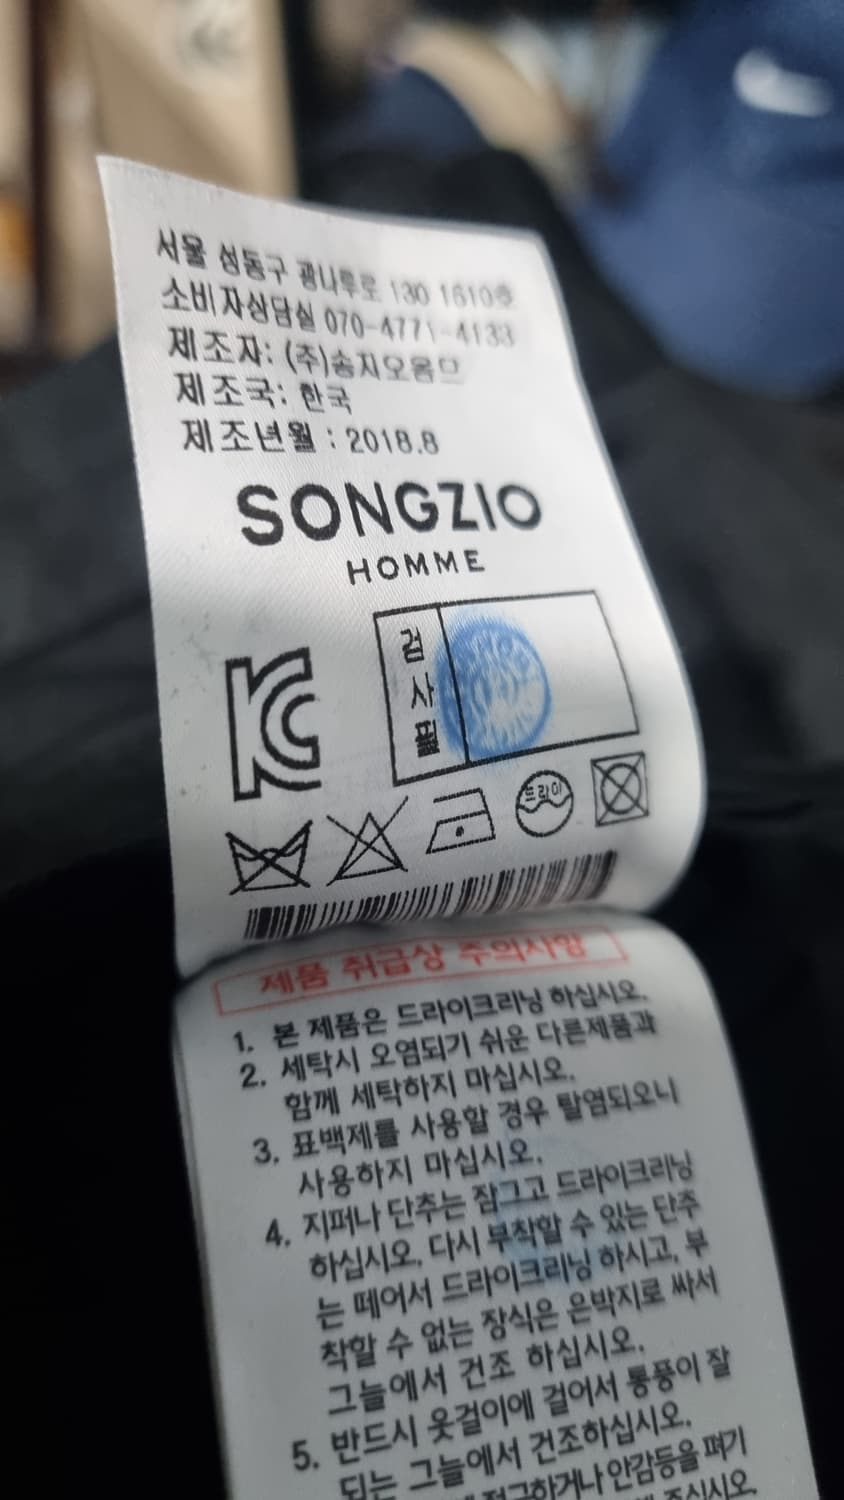 서울 성동구 광나루로 130 1610호
소비자상담실 070-4771-4133
제조자: (주)송지오옴므
제조국: 한국
제조년월 : 2018.8
SONGZIO
HOMME
검사필
드라이
제품 취급상 주의사항
1. 본 제품은 드라이크리닝 하십시오.
2. 세탁시 오염되기 쉬운 다른제품과
함께 세탁하지 마십시오.
3. 표백제를 사용할 경우 탈염되오니
사용하지 마십시오.
4. 지퍼나 단추는 잠그고 드라이크리닝
하십시오. 다시 부착할 수 있는 단추
는 떼어서 드라이크리닝 하시고, 부
착할 수 없는 장식은 은박지로 싸서
그늘에서 건조 하십시오.
5. 반드시 옷걸이에 걸어서 통풍이 잘
되는 그늘에서 건조하십시오.
안감등을 펴기